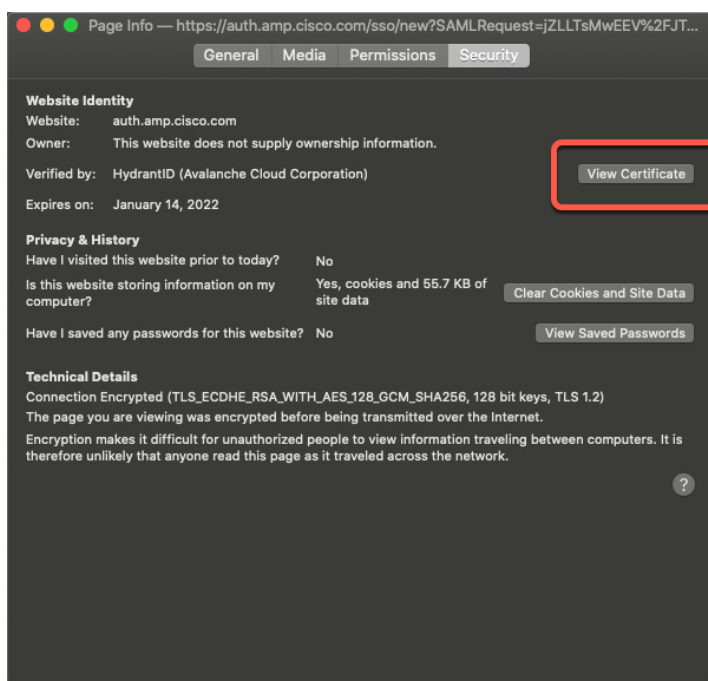 Page Info — https://auth.amp.cisco.com/sso/new?SAMLRequest=jZLLTsMwEEV%2FJT...
General Media Permissions Security
Website Identity
Website: auth.amp.cisco.com
Owner: This website does not supply ownership information.
Verified by: HydrantID (Avalanche Cloud Corporation) View Certificate
Expires on: January 14, 2022
Privacy & History
Have I visited this website prior to today? No
Is this website storing information on my Yes, cookies and 55.7 KB of Clear Cookies and Site Data
computer? site data
Have I saved any passwords for this website? No View Saved Passwords
Technical Details
Connection Encrypted (TLS_ECDHE_RSA_WITH_AES_128_GCM_SHA256, 128 bit keys, TLS 1.2)
The page you are viewing was encrypted before being transmitted over the Internet.
Encryption makes it difficult for unauthorized people to view information traveling between computers. It is
therefore unlikely that anyone read this page as it traveled across the network.
?